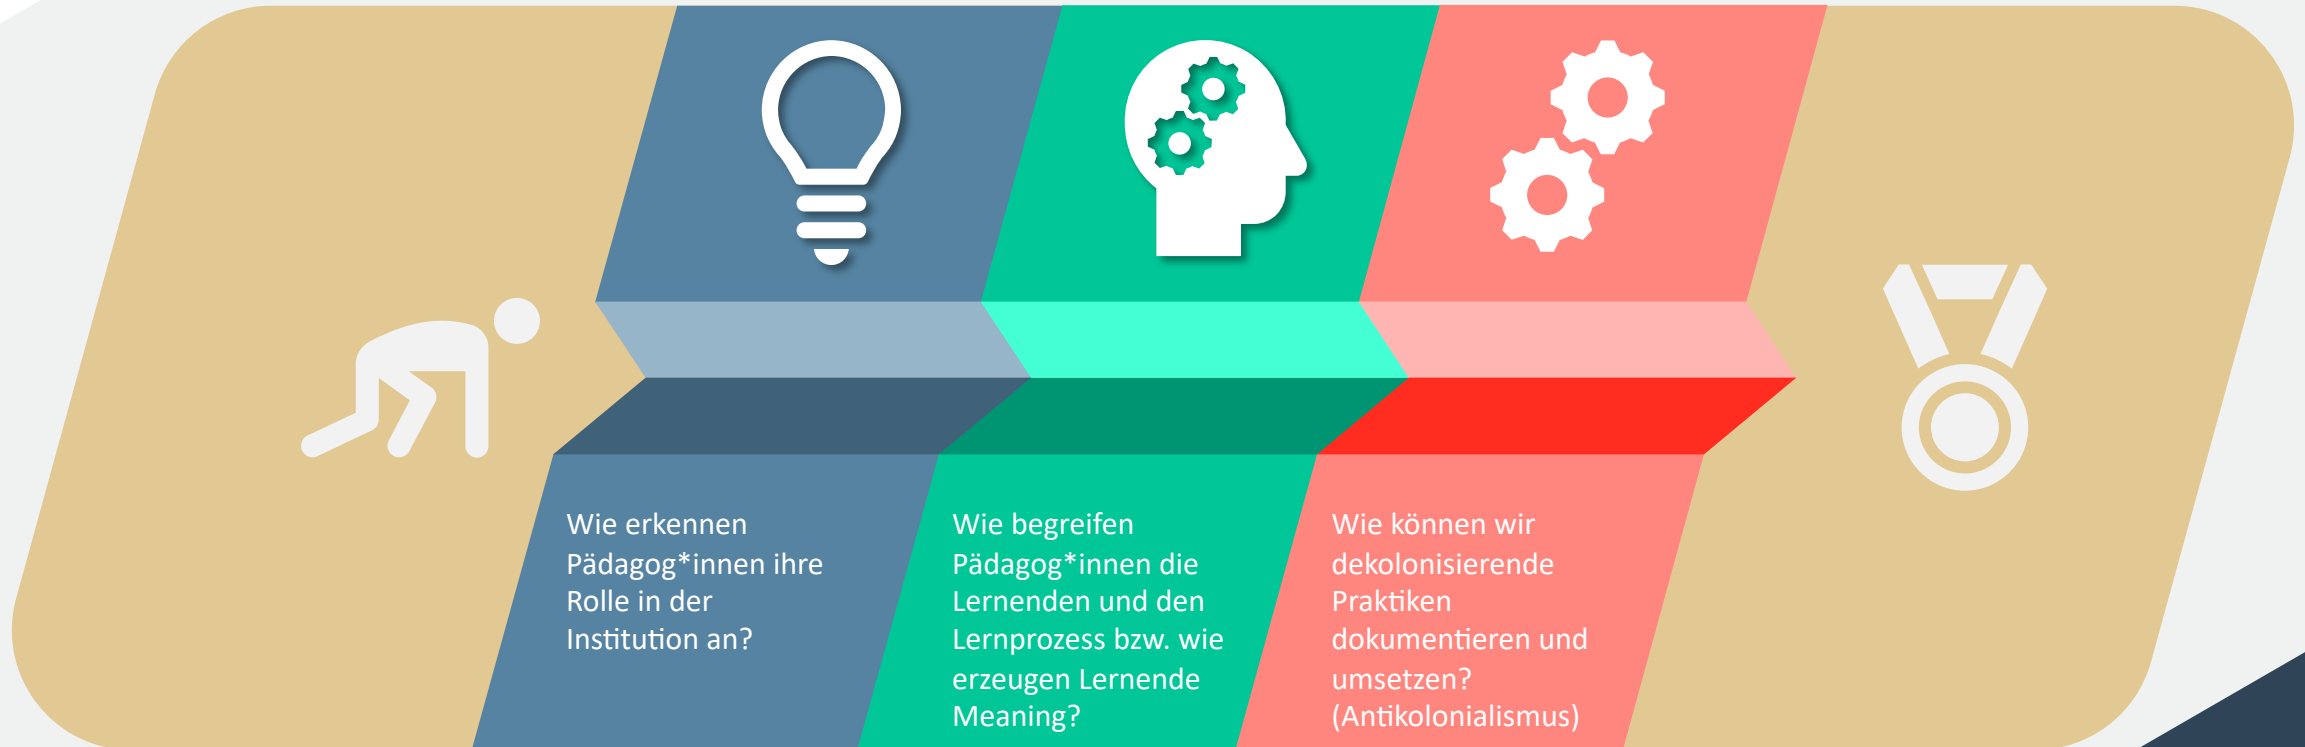 Wie erkennen
Pädagog*innen ihre
Rolle in der
Institution an?
Wie begreifen
Pädagog*innen die
Lernenden und den
Lernprozess bzw. wie
erzeugen Lernende
Meaning?
Wie können wir
dekolonisierende
Praktiken
dokumentieren und
umsetzen?
(Antikolonialismus)